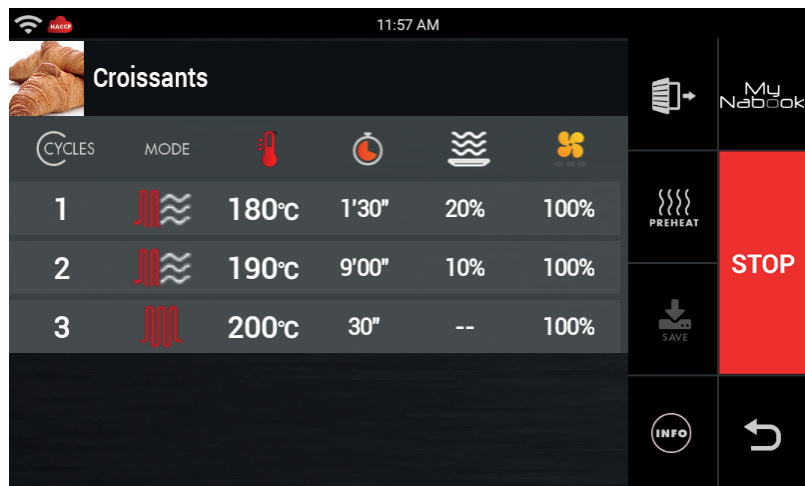 HACCP
11:57 AM
Croissants
My
Nabook
CYCLES MODE
1 180°C 1'30" 20% 100%
PREHEAT
2 190°C 9'00" 10% 100%
STOP
3 200°C 30" -- 100%
SAVE
INFO